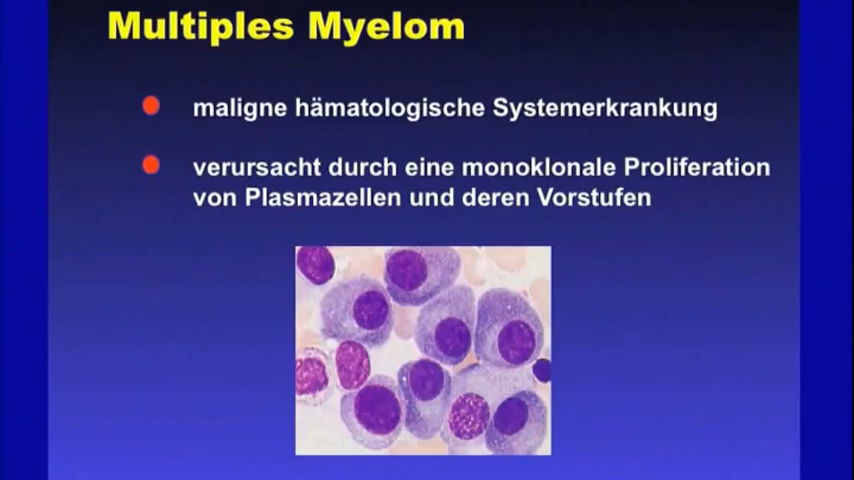 Multiples Myelom
maligne hämatologische Systemerkrankung
verursacht durch eine monoklonale Proliferation
von Plasmazellen und deren Vorstufen